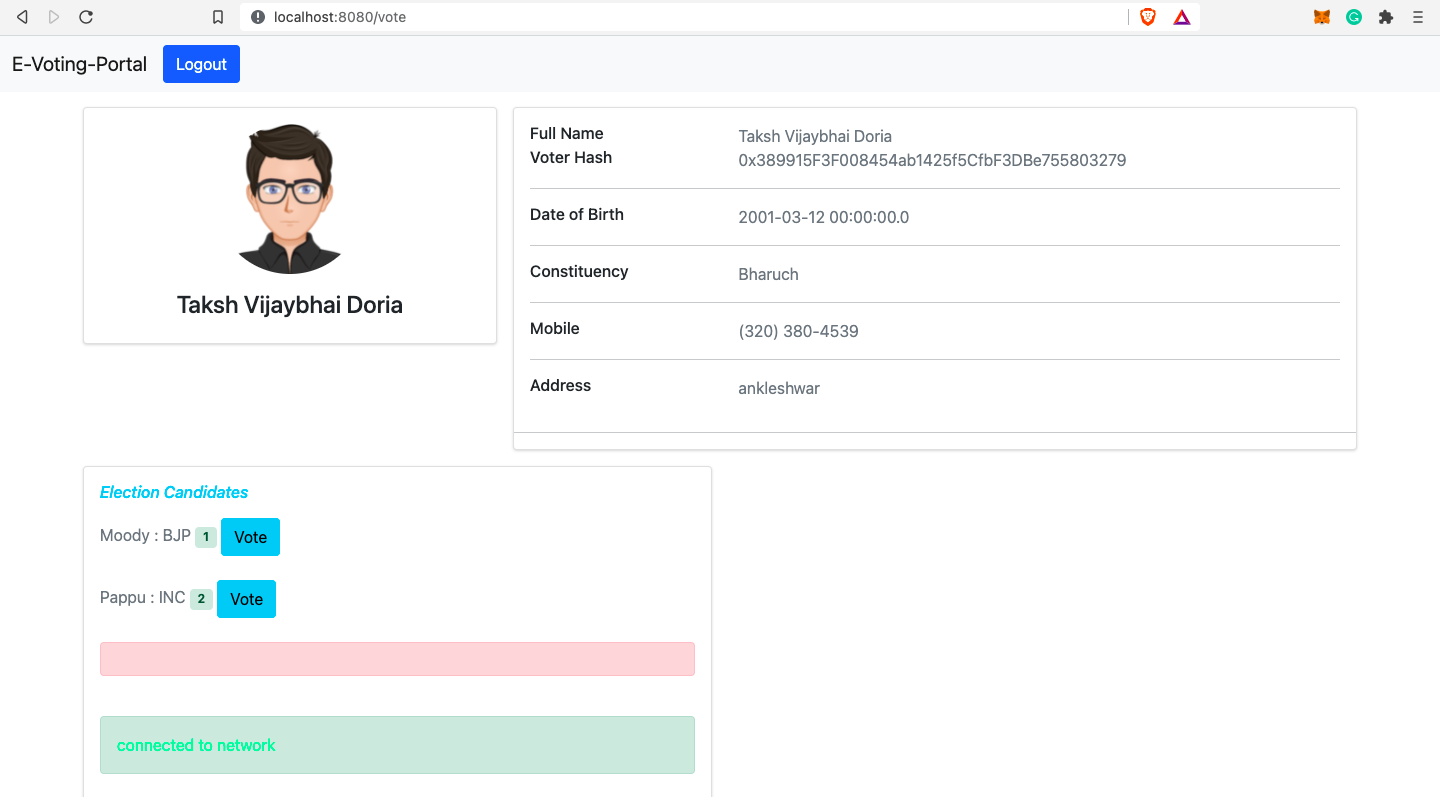 localhost:8080/vote
E-Voting-Portal Logout
Taksh Vijaybhai Doria
Full Name Taksh Vijaybhai Doria
Voter Hash 0x389915F3F008454ab1425f5CfbF3DBe755803279
Date of Birth 2001-03-12 00:00:00.0
Constituency Bharuch
Mobile (320) 380-4539
Address ankleshwar
Election Candidates
Moody : BJP 1 Vote
Pappu : INC 2 Vote
connected to network